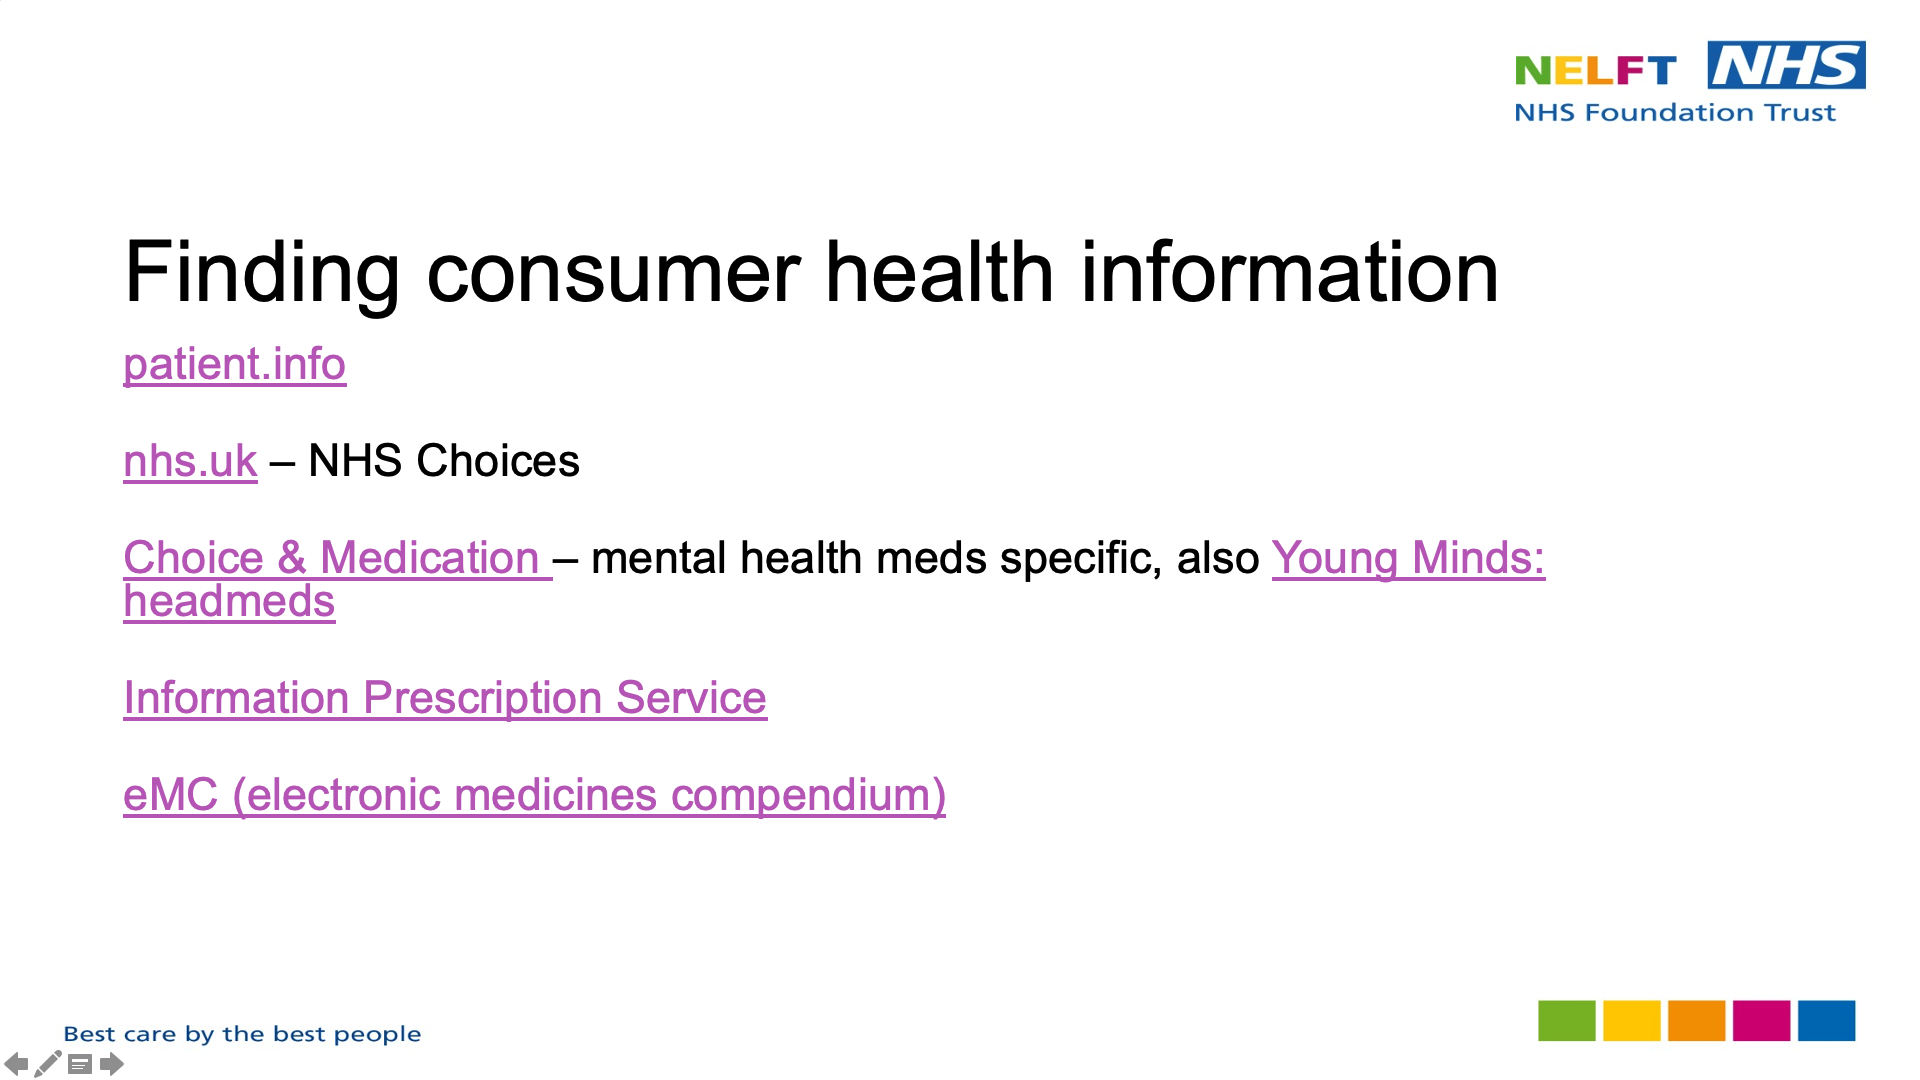 NELFT NHS
NHS Foundation Trust
Finding consumer health information
patient.info
nhs.uk – NHS Choices
Choice & Medication – mental health meds specific, also Young Minds:
headmeds
Information Prescription Service
eMC (electronic medicines compendium)
Best care by the best people